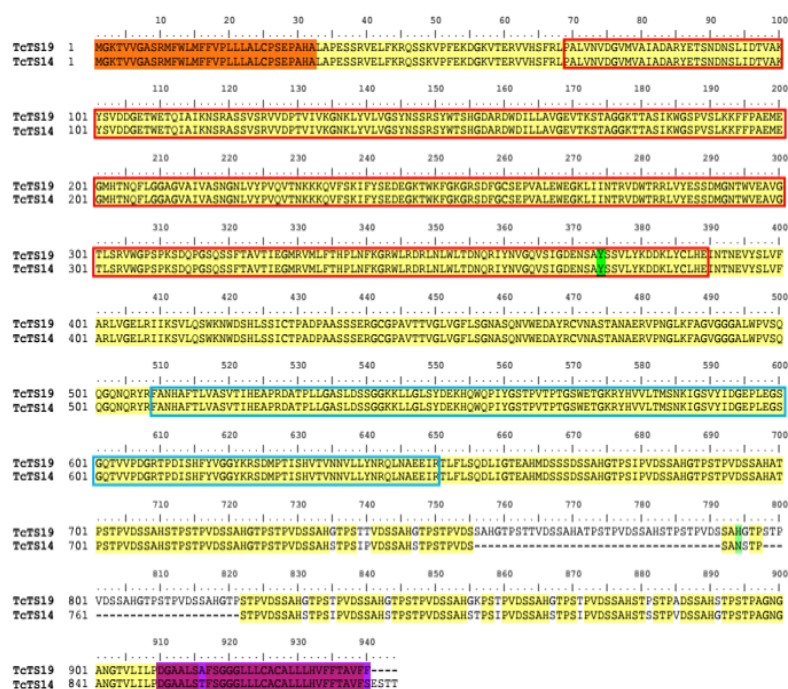 10 20 30 40 50 60 70 80 90 100
TcTS19 1 MGKTVVGASRMFWLMFFVPLLLALCPSEPAHALAPESSRVELFKRQSSKVPFEKDGKVTERVVHSFRLPALVNVDGVMVAIADARYETSNDNSLIDTVAK
TcTS14 1 MGKTVVGASRMFWLMFFVPLLLALCPSEPAHALAPESSRVELFKRQSSKVPFEKDGKVTERVVHSFRLPALVNVDGVMVAIADARYETSNDNSLIDTVAK
110 120 130 140 150 160 170 180 190 200
TcTS19 101 YSVDDGETWETQIAIKNSRASSVSRVVDPTVIVKGNKLYVLVGSYNSSRSYWTSHGDARDWDILLAVGEVTKSTAGGKTTASIKWGSPVSLKKFFPAEME
TcTS14 101 YSVDDGETWETQIAIKNSRASSVSRVVDPTVIVKGNKLYVLVGSYNSSRSYWTSHGDARDWDILLAVGEVTKSTAGGKTTASIKWGSPVSLKKFFPAEME
210 220 230 240 250 260 270 280 290 300
TcTS19 201 GMHTNQFLGGAGVAIVASNGNLVYPVQVTNKKKQVFSKIFYSEDEGKTWKFGKGRSDFGCSEPVALEWEGKLIINTRVDWTRRLVYESSDMGNTWVEAVG
TcTS14 201 GMHTNQFLGGAGVAIVASNGNLVYPVQVTNKKKQVFSKIFYSEDEGKTWKFGKGRSDFGCSEPVALEWEGKLIINTRVDWTRRLVYESSDMGNTWVEAVG
310 320 330 340 350 360 370 380 390 400
TcTS19 301 TLSRVWGPSPKSDQPGSQSSFTAVTIEGMRVMLFTHPLNFKGRWLRDRLNLWLTDNQRIYNVGQVSIGDENSAYSSVLYKDDKLYCLHEINTNEVYSLVF
TcTS14 301 TLSRVWGPSPKSDQPGSQSSFTAVTIEGMRVMLFTHPLNFKGRWLRDRLNLWLTDNQRIYNVGQVSIGDENSAYSSVLYKDDKLYCLHEINTNEVYSLVF
410 420 430 440 450 460 470 480 490 500
TcTS19 401 ARLVGELRIIKSVLQSWKNWDSHLSSICTPADPAASSSERGCGPAVTTVGLVGFLSGNASQNVWEDAYRCVNASTANAERVPNGLKFAGVGGGALWPVSQ
TcTS14 401 ARLVGELRIIKSVLQSWKNWDSHLSSICTPADPAASSSERGCGPAVTTVGLVGFLSGNASQNVWEDAYRCVNASTANAERVPNGLKFAGVGGGALWPVSQ
510 520 530 540 550 560 570 580 590 600
TcTS19 501 QGQNQRYRFANHAFTLVASVTIHEAPRDATPLLGASLDSSGGKKLLGLSYDEKHQWQPIYGSTPVTPTGSWETGKRYHVVLTMSNKIGSVYIDGEPLEGS
TcTS14 501 QGQNQRYRFANHAFTLVASVTIHEAPRDATPLLGASLDSSGGKKLLGLSYDEKHQWQPIYGSTPVTPTGSWETGKRYHVVLTMSNKIGSVYIDGEPLEGS
610 620 630 640 650 660 670 680 690 700
TcTS19 601 GQTVVPDGRTPDISHFYVGGYKRSDMPTISHVTVNNVLLYNRQLNAEEIRTLFLSQDLIGTEAHMDSSSDSSAHGTPSIPVDSSAHGTPSTPVDSSAHAT
TcTS14 601 GQTVVPDGRTPDISHFYVGGYKRSDMPTISHVTVNNVLLYNRQLNAEEIRTLFLSQDLIGTEAHMDSSSDSSAHGTPSIPVDSSAHGTPSTPVDSSAHAT
710 720 730 740 750 760 770 780 790 800
TcTS19 701 PSTPVDSSAHSTPSTPVDSSAHGTPSTPVDSSAHGTPSTTVDSSAHGTPSTPVDSSAHGTPSTTVDSSAHATPSTPVDSSAHSTPSTPVDSSAHGTPSTP
TcTS14 701 PSTPVDSSAHSTPSTPVDSSAHGTPSTPVDSSAHSTPSIPVDSSAHSTPSTPVDS------------------------------------SANSTP---
810 820 830 840 850 860 870 880 890 900
TcTS19 801 VDSSAHGTPSTPVDSSAHGTPSTPVDSSAHGTPSTPVDSSAHGTPSTPVDSSAHGKPSTPVDSSAHGTPSTPVDSSAHSTPSTPADSSAHSTPSTPAGNG
TcTS14 761 --------------------STPVDSSAHGTPSIPVDSSAHSTPSTPVDSSAHSTPSIPVDSSAHGTPSTPVDSSAHSTPSSTPVDSSAHSTPSTPAGNG
910 920 930 940
TcTS19 901 ANGTVLILPDGAALSAFSGGGLLLCACALLLHVFFTAVFF----
TcTS14 841 ANGTVLILPDGAALSTFSGGGLLLCACALLLHVFFTAVFSESTT